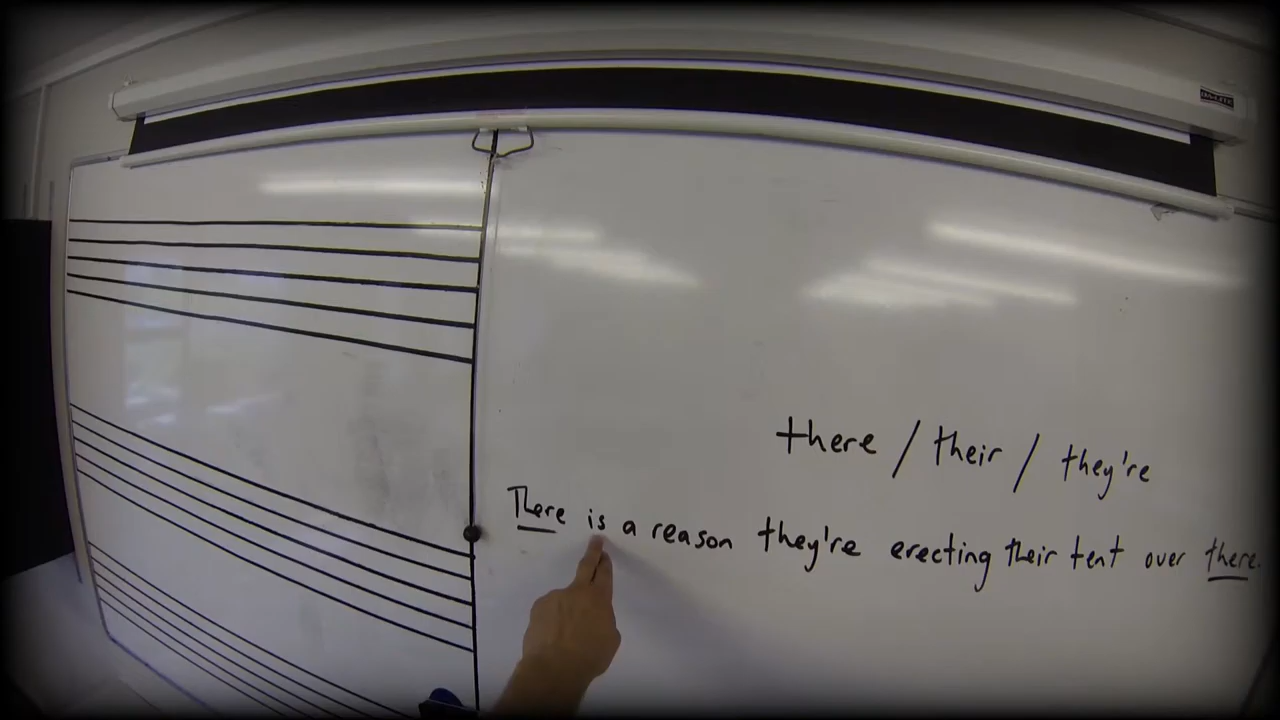 there / their / they're
There is a reason they're erecting their tent over there.